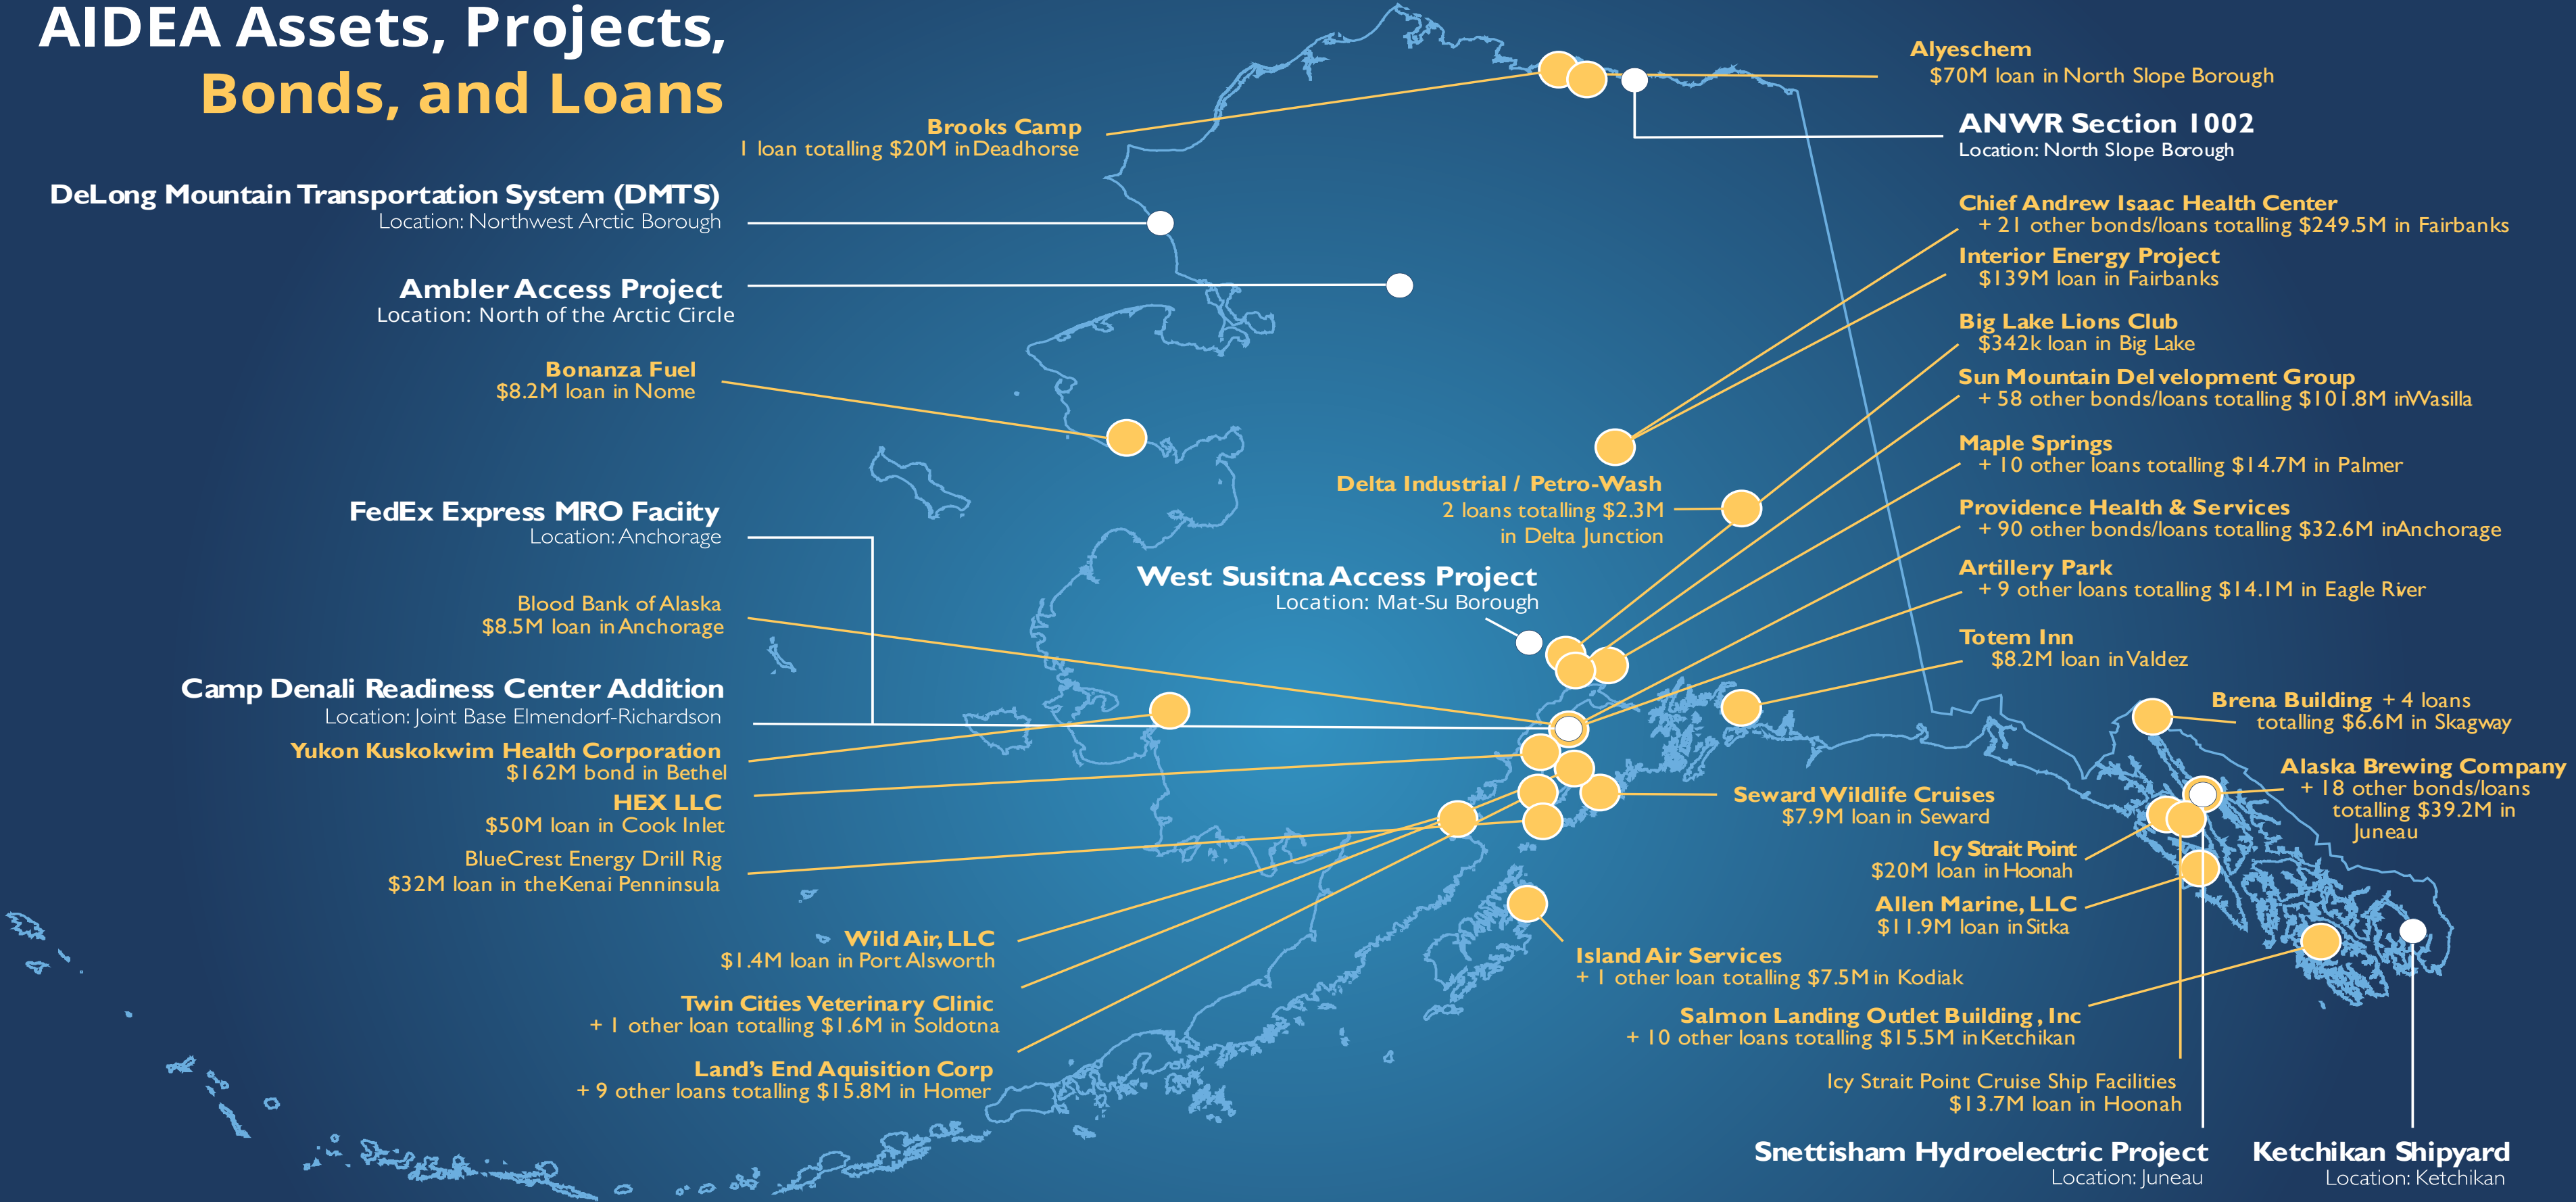 AIDEA Assets, Projects,
Bonds, and Loans
Brooks Camp
1 loan totalling $20M in Deadhorse
DeLong Mountain Transportation System (DMTS)
Location: Northwest Arctic Borough
Ambler Access Project
Location: North of the Arctic Circle
Bonanza Fuel
$8.2M loan in Nome
FedEx Express MRO Faciity
Location: Anchorage
Blood Bank of Alaska
$8.5M loan in Anchorage
Camp Denali Readiness Center Addition
Location: Joint Base Elmendorf-Richardson
Yukon Kuskokwim Health Corporation
$162M bond in Bethel
HEX LLC
$50M loan in Cook Inlet
BlueCrest Energy Drill Rig
$32M loan in the Kenai Penninsula
Wild Air, LLC
$1.4M loan in Port Alsworth
Twin Cities Veterinary Clinic
+ 1 other loan totalling $1.6M in Soldotna
Land's End Aquisition Corp
+ 9 other loans totalling $15.8M in Homer
Delta Industrial / Petro-Wash
2 loans totalling $2.3M
in Delta Junction
West Susitna Access Project
Location: Mat-Su Borough
Alyeschem
$70M loan in North Slope Borough
ANWR Section 1002
Location: North Slope Borough
Chief Andrew Isaac Health Center
+ 21 other bonds/loans totalling $249.5M in Fairbanks
Interior Energy Project
$139M loan in Fairbanks
Big Lake Lions Club
$342k loan in Big Lake
Sun Mountain Delvelopment Group
+ 58 other bonds/loans totalling $101.8M in Wasilla
Maple Springs
+ 10 other loans totalling $14.7M in Palmer
Providence Health & Services
+ 90 other bonds/loans totalling $32.6M in Anchorage
Artillery Park
+ 9 other loans totalling $14.1M in Eagle River
Totem Inn
$8.2M loan in Valdez
Brena Building + 4 loans
totalling $6.6M in Skagway
Alaska Brewing Company
+ 18 other bonds/loans
totalling $39.2M in
Juneau
Seward Wildlife Cruises
$7.9M loan in Seward
Icy Strait Point
$20M loan in Hoonah
Allen Marine, LLC
$11.9M loan in Sitka
Island Air Services
+ 1 other loan totalling $7.5M in Kodiak
Salmon Landing Outlet Building, Inc
+ 10 other loans totalling $15.5M in Ketchikan
Icy Strait Point Cruise Ship Facilities
$13.7M loan in Hoonah
Snettisham Hydroelectric Project
Location: Juneau
Ketchikan Shipyard
Location: Ketchikan